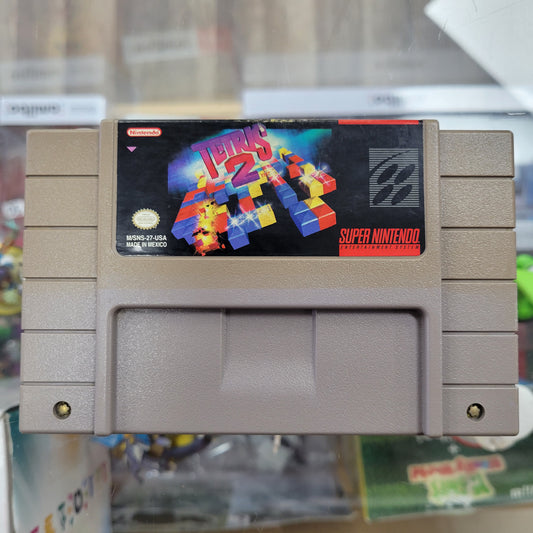 Nintendo
TETRIS
2
M/SNS-27-USA
MADE IN MEXICO
SUPER NINTENDO
ENTERTAINMENT SYSTEM